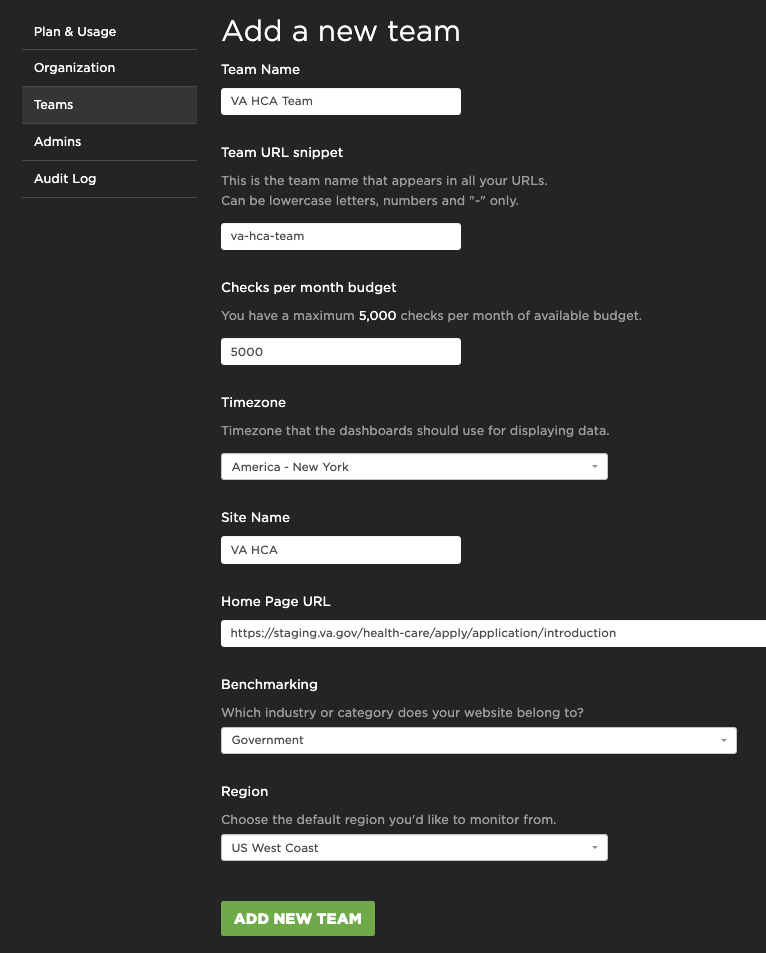 Plan & Usage
Organization
Teams
Admins
Audit Log
Add a new team
Team Name
VA HCA Team
Team URL snippet
This is the team name that appears in all your URLs.
Can be lowercase letters, numbers and "-" only.
va-hca-team
Checks per month budget
You have a maximum 5,000 checks per month of available budget.
5000
Timezone
Timezone that the dashboards should use for displaying data.
America - New York
Site Name
VA HCA
Home Page URL
https://staging.va.gov/health-care/apply/application/introduction
Benchmarking
Which industry or category does your website belong to?
Government
Region
Choose the default region you'd like to monitor from.
US West Coast
ADD NEW TEAM